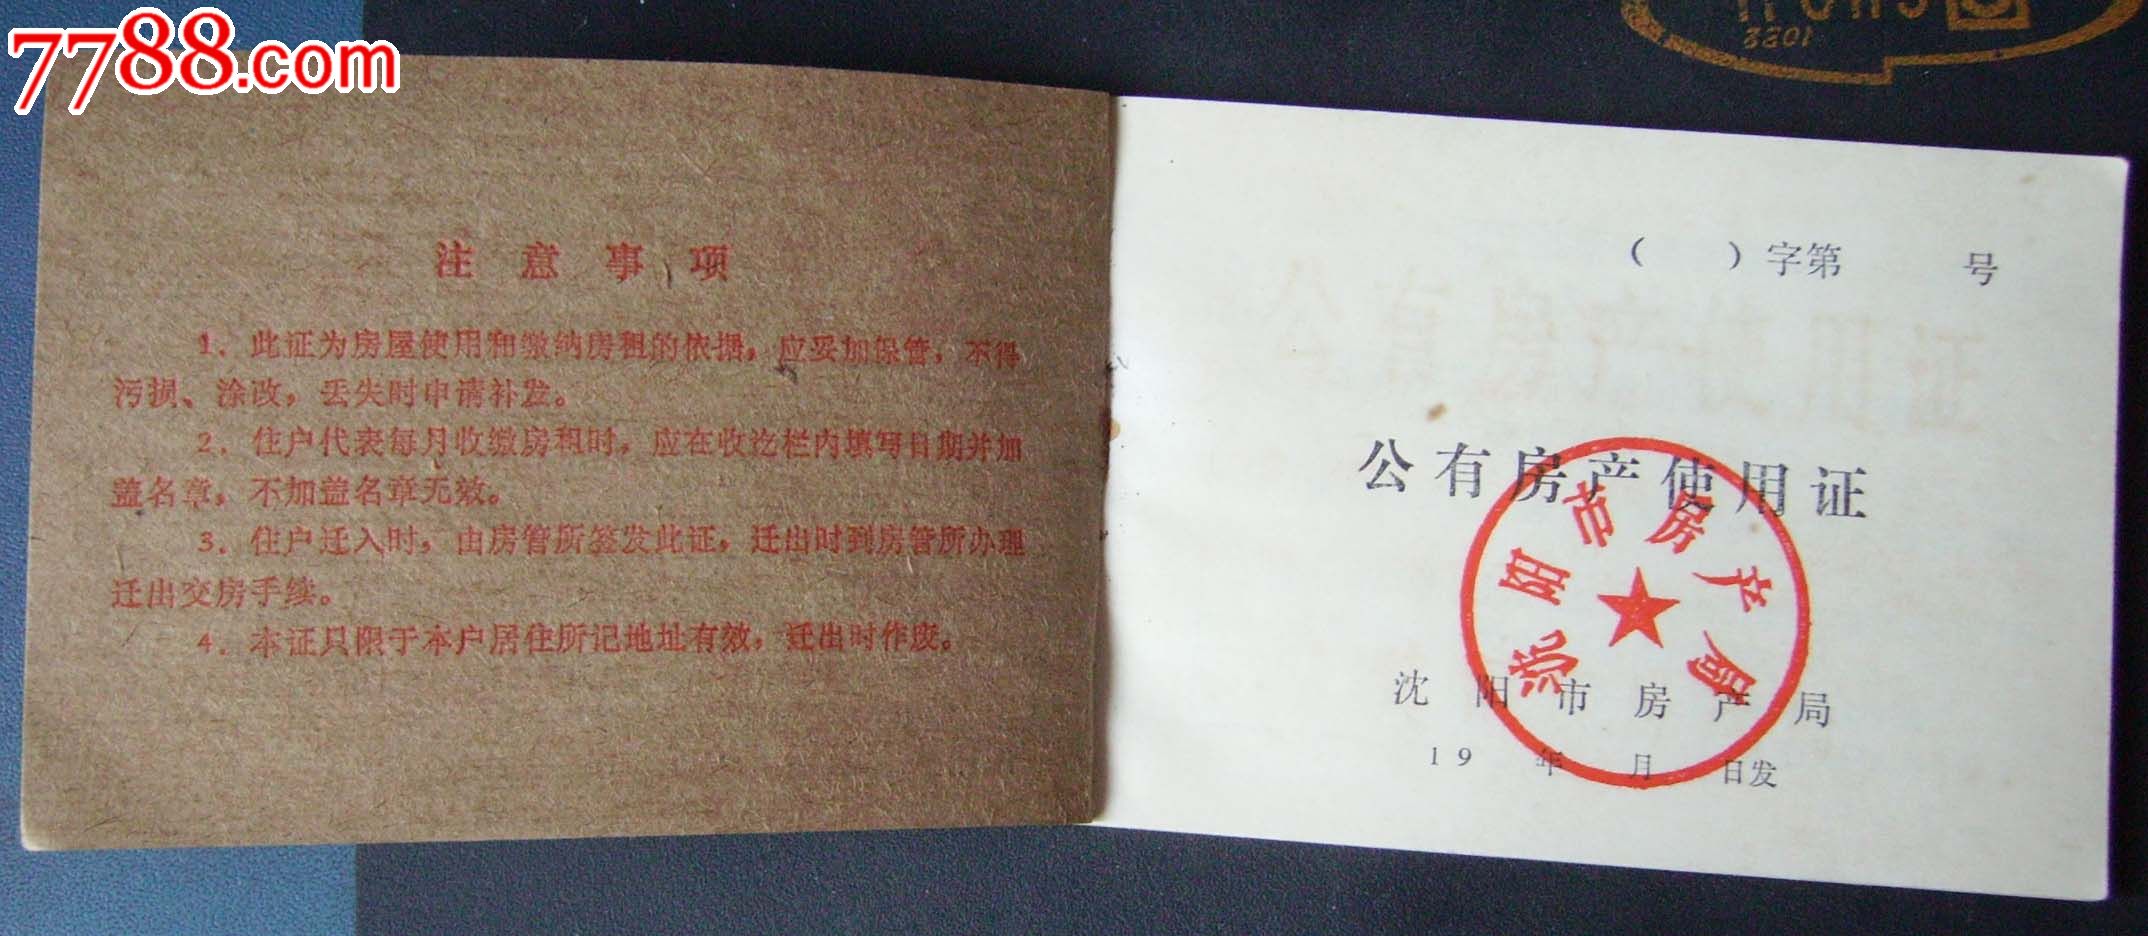 7788.com
1022
注意事项
1．此证为房屋使用和缴纳房租的依据，应妥加保管，不得
污损、涂改，丢失时申请补发。
2．住户代表每月收缴房租时，应在收讫栏内填写日期并加
盖名章，不加盖名章无效。
3．住户迁入时，由房管所签发此证，迁出时到房管所办理
迁出交房手续。
4．本证只限于本户居住所记地址有效，迁出时作废。
（ ）字第 号
公有房产使用证
沈阳市房产局
沈阳市房产局
19 年 月 日发